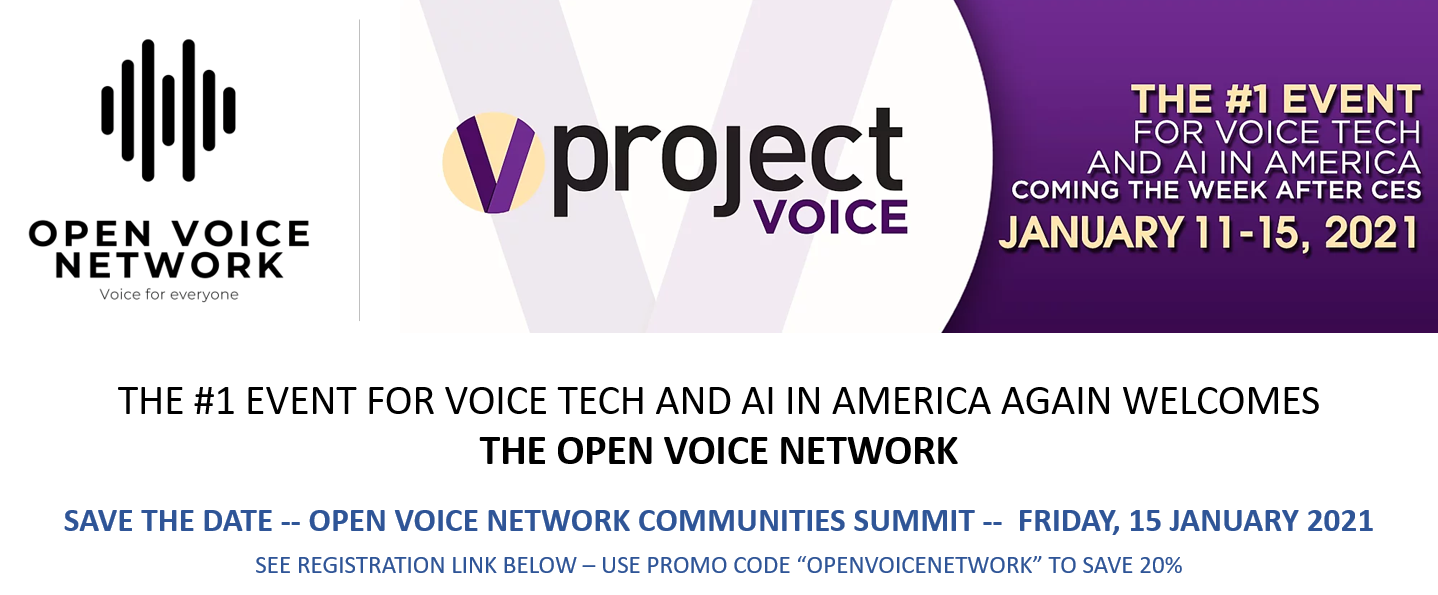 OPEN VOICE
NETWORK
Voice for everyone
project
VOICE
THE #1 EVENT
FOR VOICE TECH
AND AI IN AMERICA
COMING THE WEEK AFTER CES
JANUARY 11-15, 2021
THE #1 EVENT FOR VOICE TECH AND AI IN AMERICA AGAIN WELCOMES
THE OPEN VOICE NETWORK
SAVE THE DATE -- OPEN VOICE NETWORK COMMUNITIES SUMMIT -- FRIDAY, 15 JANUARY 2021
SEE REGISTRATION LINK BELOW – USE PROMO CODE “OPENVOICENETWORK” TO SAVE 20%